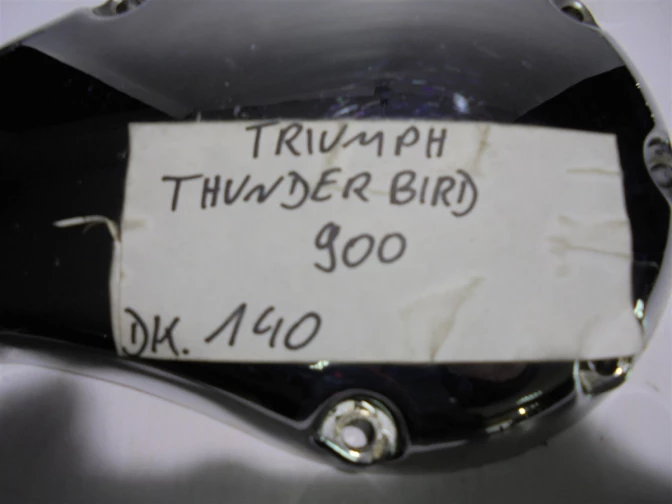 TRIUMPH
THUNDER BIRD
900
DK. 140